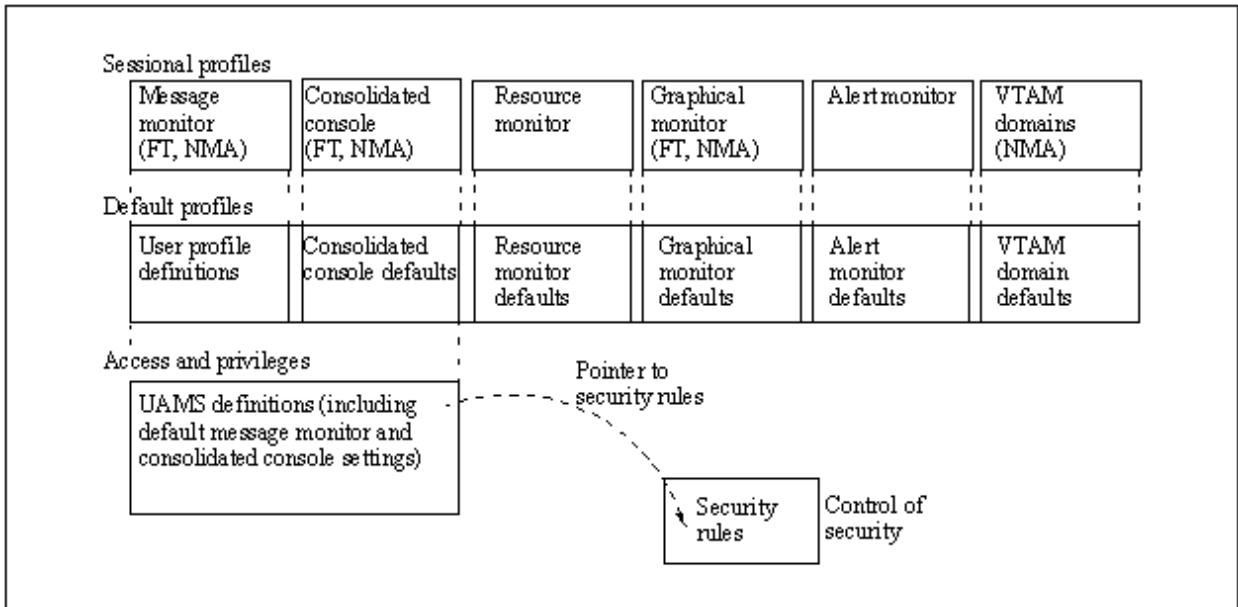 Sessional profiles
Message
monitor
(FT, NMA)
Consolidated
console
(FT, NMA)
Resource
monitor
Graphical
monitor
(FT, NMA)
Alert monitor
VTAM
domains
(NMA)
Default profiles
User profile
definitions
Consolidated
console defaults
Resource
monitor
defaults
Graphical
monitor
defaults
Alert
monitor
defaults
VTAM
domain
defaults
Access and privileges
UAMS definitions (including
default message monitor and
consolidated console settings)
Pointer to
security rules
Security
rules
Control of
security